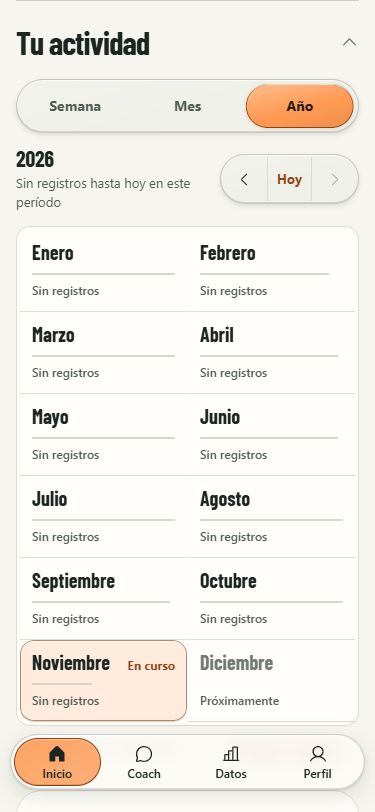 Tu actividad
Semana Mes Año
2026
Sin registros hasta hoy en este
período
Hoy
Enero Febrero
Sin registros Sin registros
Marzo Abril
Sin registros Sin registros
Mayo Junio
Sin registros Sin registros
Julio Agosto
Sin registros Sin registros
Septiembre Octubre
Sin registros Sin registros
Noviembre En curso Diciembre
Sin registros Próximamente
Inicio Coach Datos Perfil